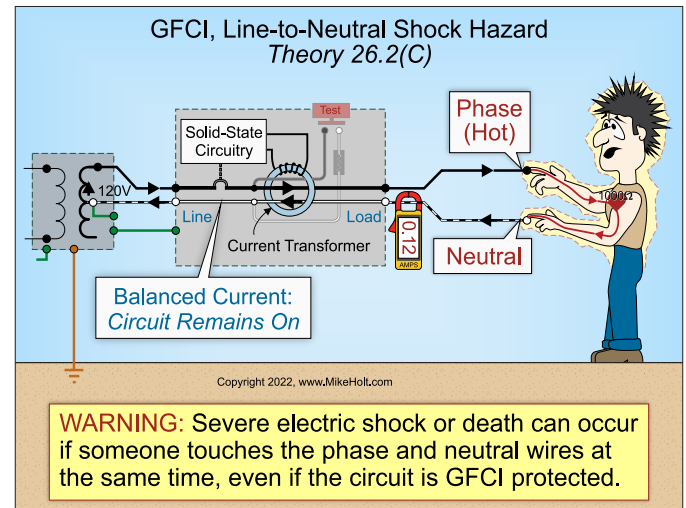 GFCI, Line-to-Neutral Shock Hazard
Theory 26.2(C)
Test
Solid-State
Circuitry
Phase
(Hot)
120V
1000Ω
Line
Load
Current Transformer
0.12
AMPS
Neutral
Balanced Current:
Circuit Remains On
Copyright 2022, www.MikeHolt.com
WARNING: Severe electric shock or death can occur
if someone touches the phase and neutral wires at
the same time, even if the circuit is GFCI protected.